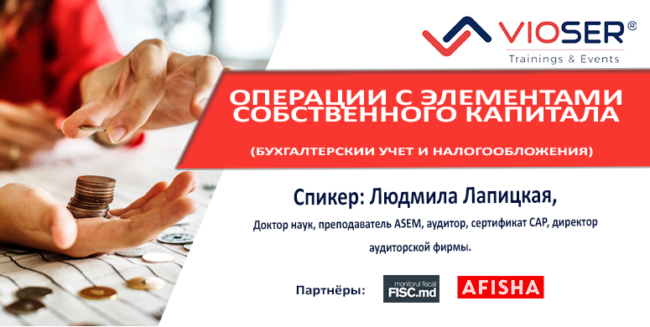 VIOSER®
Trainings & Events
ОПЕРАЦИИ С ЭЛЕМЕНТАМИ
СОБСТВЕННОГО КАПИТАЛА
(БУХГАЛТЕРСКИИ УЧЕТ И НАЛОГООБЛОЖЕНИЯ)
Спикер: Людмила Лапицкая,
Доктор наук, преподаватель ASEM, аудитор, сертификат CAP, директор
аудиторской фирмы.
Партнёры:
monitorul fiscal
FISC.md
AFISHA